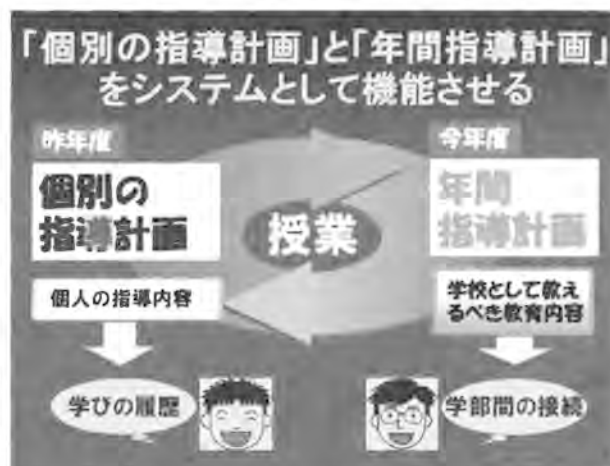 「個別の指導計画」と「年間指導計画」
をシステムとして機能させる
昨年度
個別の
指導計画
個人の指導内容
学びの履歴
授業
今年度
年間
指導計画
学校として教え
るべき教育内容
学部間の接続